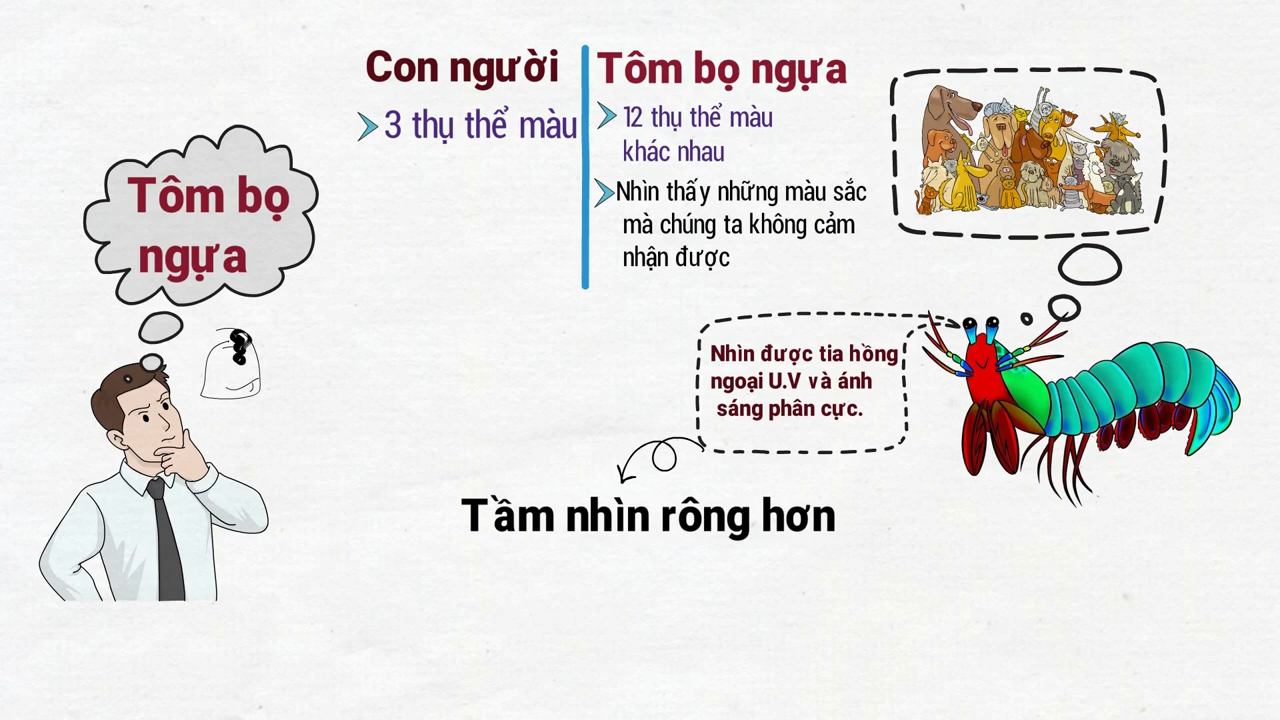 Con người
3 thụ thể màu
Tôm bọ ngựa
12 thụ thể màu
khác nhau
Nhìn thấy những màu sắc
mà chúng ta không cảm
nhận được
Tôm bọ
ngựa
Nhìn được tia hồng
ngoại U.V và ánh
sáng phân cực.
Tầm nhìn rông hơn